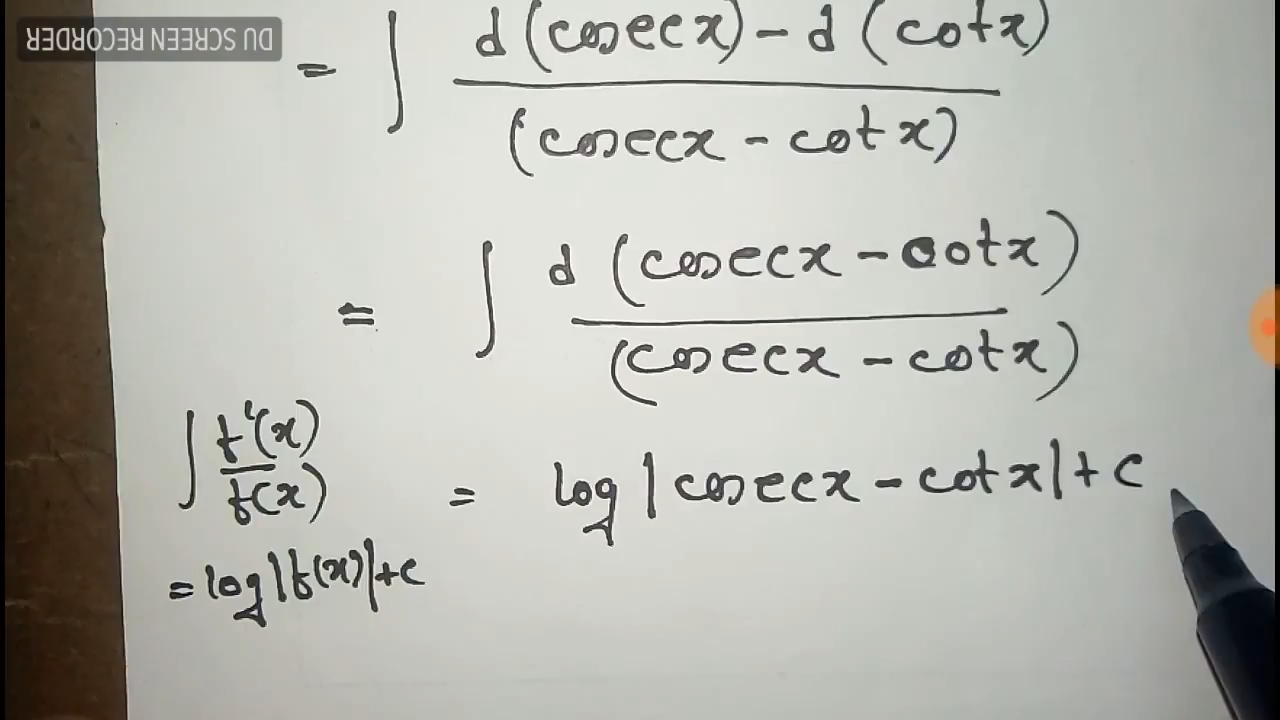 DU SCREEN RECORDER
= ∫ d(cosecx) - d(cotx)
(cosecx - cotx)
= ∫ d(cosecx - cotx)
(cosecx - cotx)
∫ f'(x)
f(x)
= log|cosecx - cotx| + c
= log|f(x)| + c